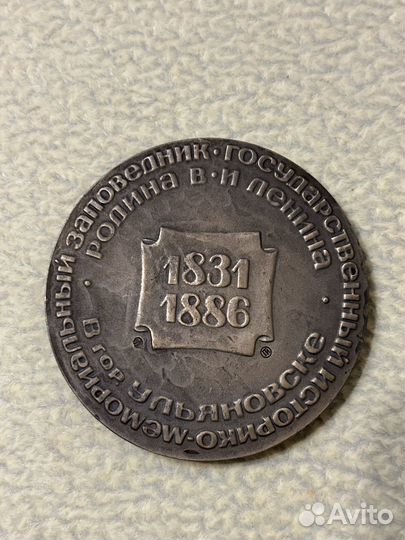 ГОСУДАРСТВЕННЫЙ ИСТОРИКО-МЕМОРИАЛЬНЫЙ ЗАПОВЕДНИК ·
· РОДИНА В·И ЛЕНИНА ·
1831
1886
В гор. УЛЬЯНОВСКЕ
Avito